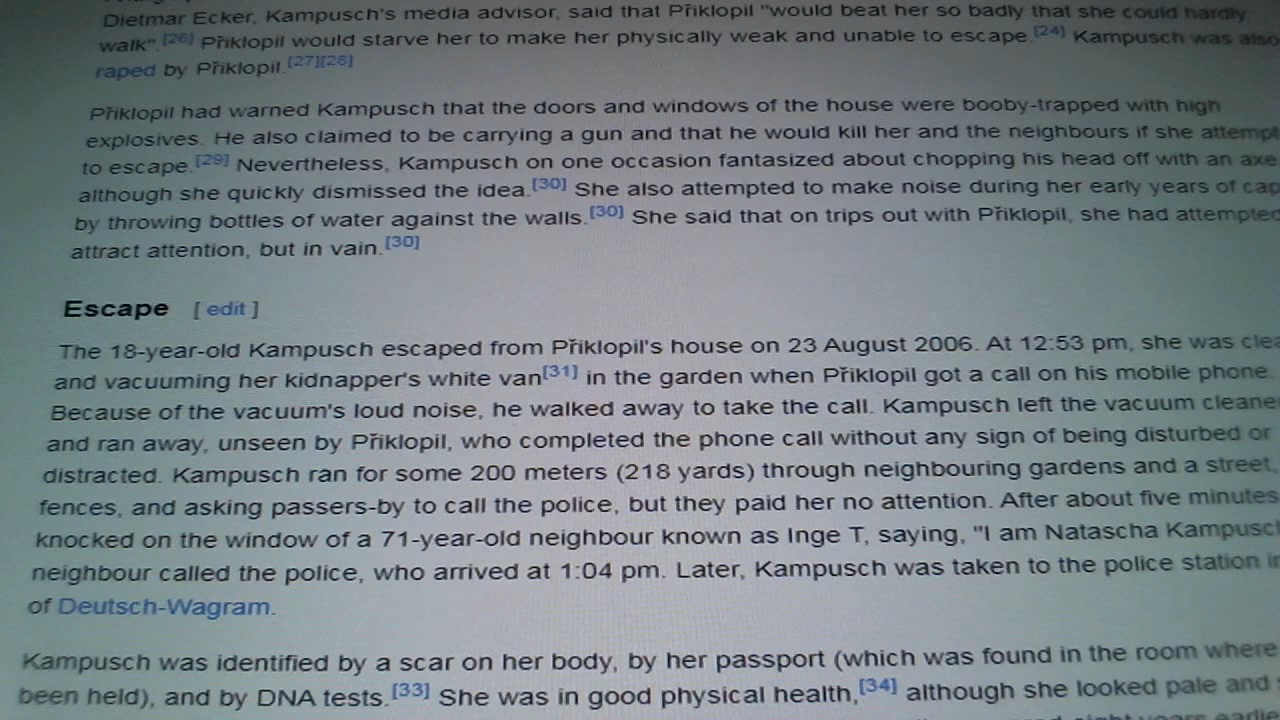 Dietmar Ecker, Kampusch's media advisor, said that Přiklopil "would beat her so badly that she could hardly
walk".[26] Přiklopil would starve her to make her physically weak and unable to escape.[24] Kampusch was also
raped by Přiklopil.[27][28]
Přiklopil had warned Kampusch that the doors and windows of the house were booby-trapped with high
explosives. He also claimed to be carrying a gun and that he would kill her and the neighbours if she attempt
to escape.[29] Nevertheless, Kampusch on one occasion fantasized about chopping his head off with an axe
although she quickly dismissed the idea.[30] She also attempted to make noise during her early years of cap
by throwing bottles of water against the walls.[30] She said that on trips out with Přiklopil, she had attempted
attract attention, but in vain.[30]
Escape [ edit ]
The 18-year-old Kampusch escaped from Přiklopil's house on 23 August 2006. At 12:53 pm, she was clea
and vacuuming her kidnapper's white van[31] in the garden when Přiklopil got a call on his mobile phone.
Because of the vacuum's loud noise, he walked away to take the call. Kampusch left the vacuum cleane
and ran away, unseen by Přiklopil, who completed the phone call without any sign of being disturbed or
distracted. Kampusch ran for some 200 meters (218 yards) through neighbouring gardens and a street,
fences, and asking passers-by to call the police, but they paid her no attention. After about five minutes
knocked on the window of a 71-year-old neighbour known as Inge T, saying, "I am Natascha Kampusc
neighbour called the police, who arrived at 1:04 pm. Later, Kampusch was taken to the police station i
of Deutsch-Wagram.
Kampusch was identified by a scar on her body, by her passport (which was found in the room where
been held), and by DNA tests.[33] She was in good physical health,[34] although she looked pale and